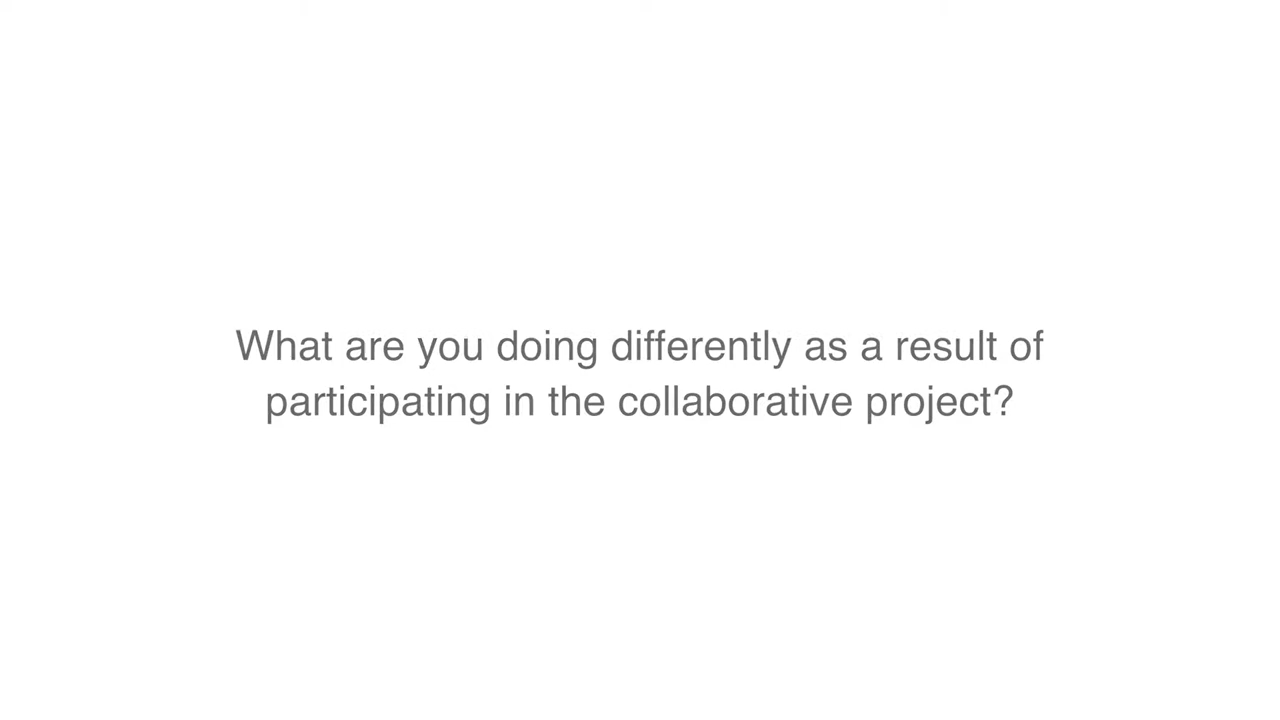 What are you doing differently as a result of
participating in the collaborative project?